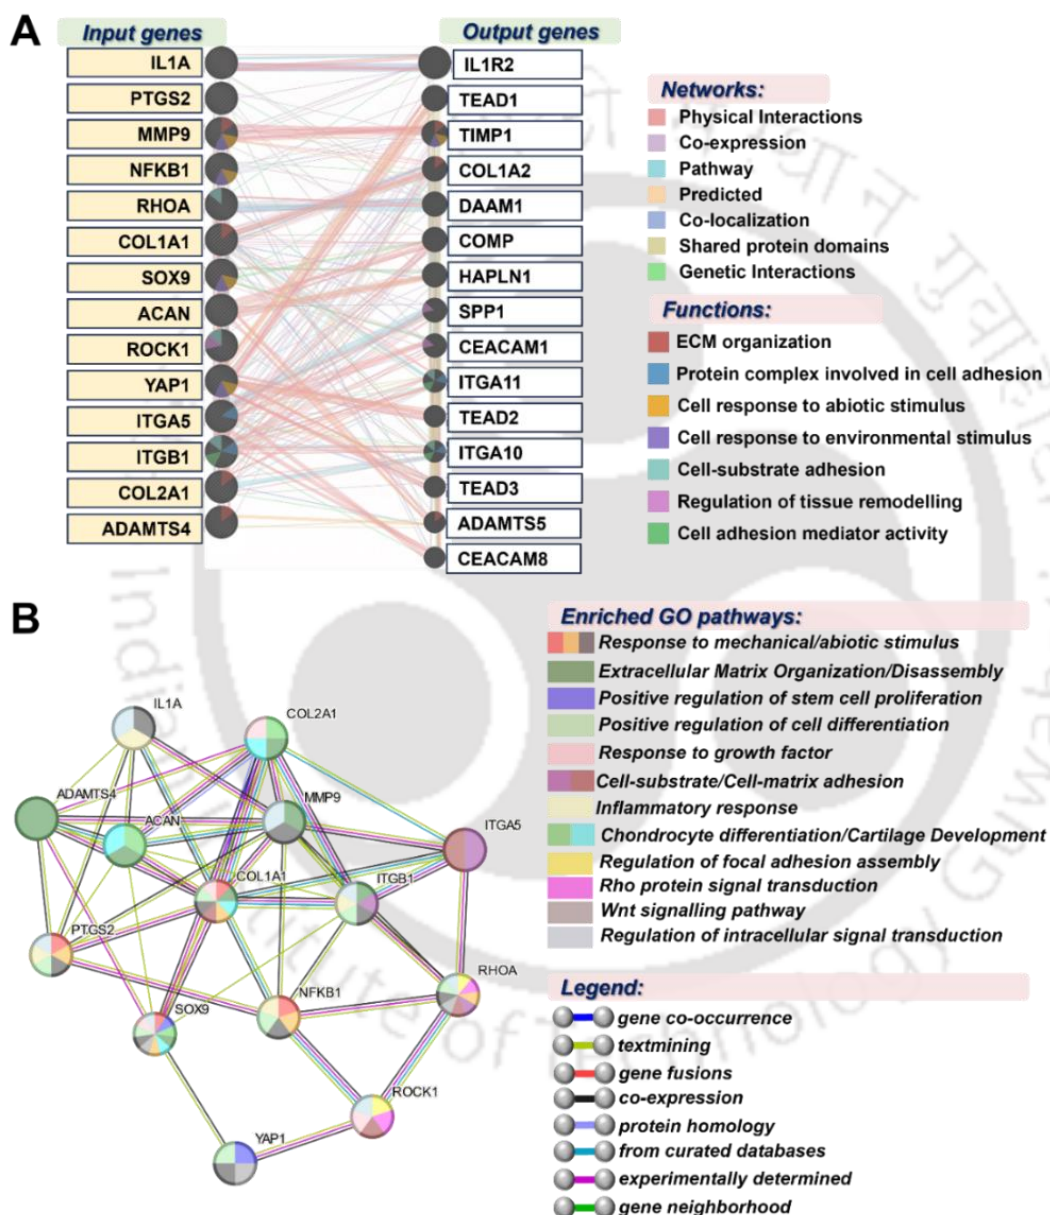 A
Input genes
Output genes
IL1A
PTGS2
MMP9
NFKB1
RHOA
COL1A1
SOX9
ACAN
ROCK1
YAP1
ITGA5
ITGB1
COL2A1
ADAMTS4
IL1R2
TEAD1
TIMP1
COL1A2
DAAM1
COMP
HAPLN1
SPP1
CEACAM1
ITGA11
TEAD2
ITGA10
TEAD3
ADAMTS5
CEACAM8
Networks:
Physical Interactions
Co-expression
Pathway
Predicted
Co-localization
Shared protein domains
Genetic Interactions
Functions:
ECM organization
Protein complex involved in cell adhesion
Cell response to abiotic stimulus
Cell response to environmental stimulus
Cell-substrate adhesion
Regulation of tissue remodelling
Cell adhesion mediator activity
B
IL1A
COL2A1
ADAMTS4
MMP9
ACAN
ITGA5
COL1A1
ITGB1
PTGS2
RHOA
NFKB1
SOX9
ROCK1
YAP1
Enriched GO pathways:
Response to mechanical/abiotic stimulus
Extracellular Matrix Organization/Disassembly
Positive regulation of stem cell proliferation
Positive regulation of cell differentiation
Response to growth factor
Cell-substrate/Cell-matrix adhesion
Inflammatory response
Chondrocyte differentiation/Cartilage Development
Regulation of focal adhesion assembly
Rho protein signal transduction
Wnt signalling pathway
Regulation of intracellular signal transduction
Legend:
gene co-occurrence
textmining
gene fusions
co-expression
protein homology
from curated databases
experimentally determined
gene neighborhood
Institute of Technology